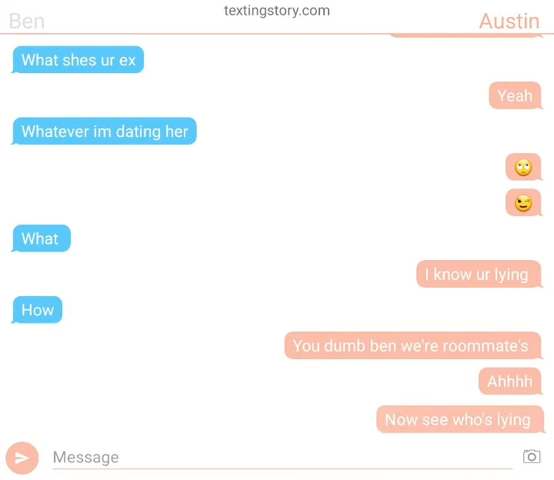 textingstory.com
Ben
Austin
What shes ur ex
Yeah
Whatever im dating her
🙄
😉
What
I know ur lying
How
You dumb ben we're roommate's
Ahhhh
Now see who's lying
Message